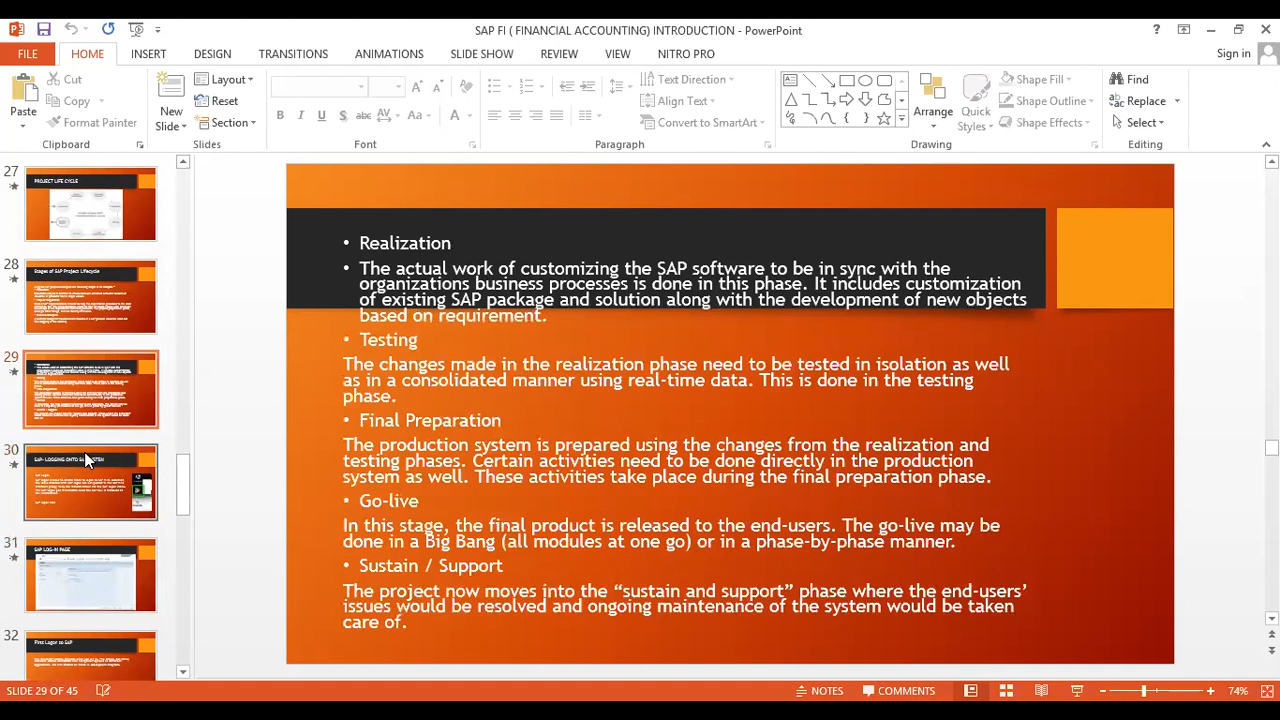 SAP FI ( FINANCIAL ACCOUNTING) INTRODUCTION - PowerPoint
FILE HOME INSERT DESIGN TRANSITIONS ANIMATIONS SLIDE SHOW REVIEW VIEW NITRO PRO Sign in
Paste Cut Copy Format Painter
New Slide Layout Reset Section
Text Direction Align Text Convert to SmartArt
Arrange Quick Styles Shape Fill Shape Outline Shape Effects
Find Replace Select
Clipboard Slides Font Paragraph Drawing Editing
27
PROJECT LIFE CYCLE
28
Stages of SAP Project Lifecycle
29
30
31
SAP LOG-IN PAGE
32
First Logon to SAP
• Realization
• The actual work of customizing the SAP software to be in sync with the
organizations business processes is done in this phase. It includes customization
of existing SAP package and solution along with the development of new objects
based on requirement.
• Testing
The changes made in the realization phase need to be tested in isolation as well
as in a consolidated manner using real-time data. This is done in the testing
phase.
• Final Preparation
The production system is prepared using the changes from the realization and
testing phases. Certain activities need to be done directly in the production
system as well. These activities take place during the final preparation phase.
• Go-live
In this stage, the final product is released to the end-users. The go-live may be
done in a Big Bang (all modules at one go) or in a phase-by-phase manner.
• Sustain / Support
The project now moves into the “sustain and support” phase where the end-users’
issues would be resolved and ongoing maintenance of the system would be taken
care of.
SLIDE 29 OF 45 NOTES COMMENTS 74%